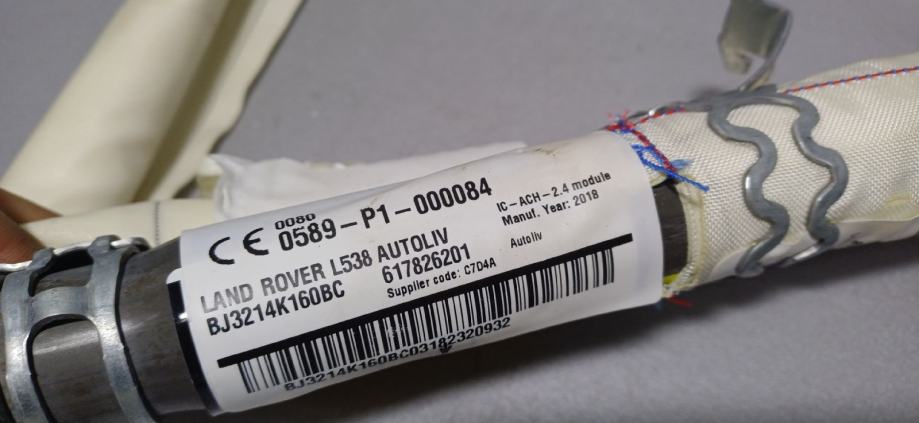 CE 0080
0589-P1-000084
IC-ACH-2.4 module
Manuf. Year: 2018
LAND ROVER L538 AUTOLIV
BJ3214K160BC
617826201
Autoliv
Supplier code: C7D4A
BJ3214K160BC03182320932